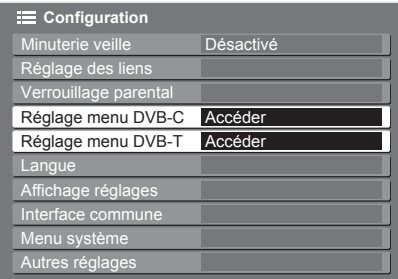 Configuration
Minuterie veille Désactivé
Réglage des liens
Verrouillage parental
Réglage menu DVB-C Accéder
Réglage menu DVB-T Accéder
Langue
Affichage réglages
Interface commune
Menu système
Autres réglages